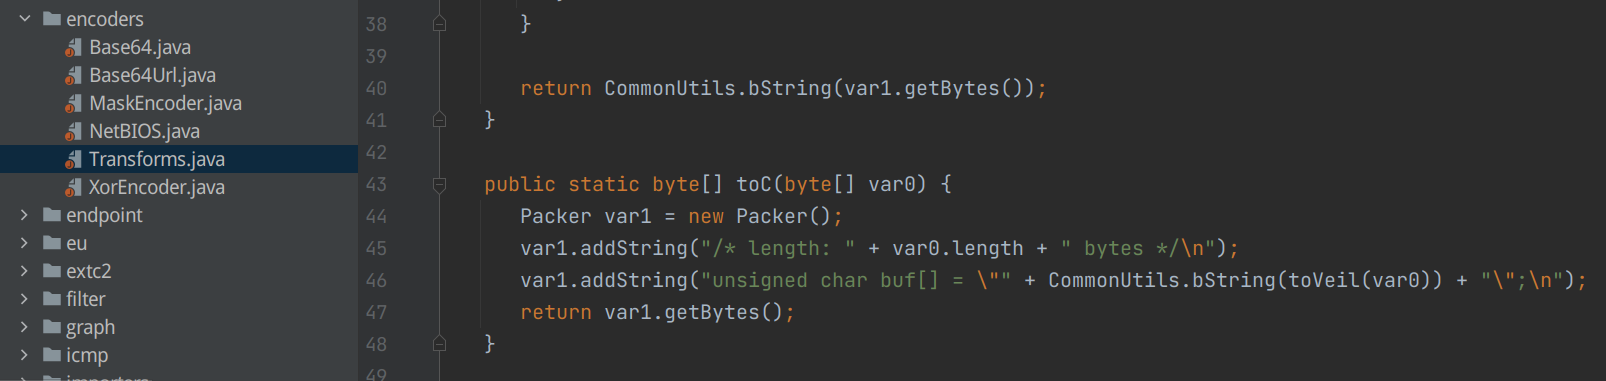 encoders
Base64.java
Base64Url.java
MaskEncoder.java
NetBIOS.java
Transforms.java
XorEncoder.java
endpoint
eu
extc2
filter
graph
icmp
importers
38 }
39
40 return CommonUtils.bString(var1.getBytes());
41 }
42
43 public static byte[] toC(byte[] var0) {
44 Packer var1 = new Packer();
45 var1.addString("/* length: " + var0.length + " bytes */\n");
46 var1.addString("unsigned char buf[] = \"" + CommonUtils.bString(toVeil(var0)) + "\";\n");
47 return var1.getBytes();
48 }
49